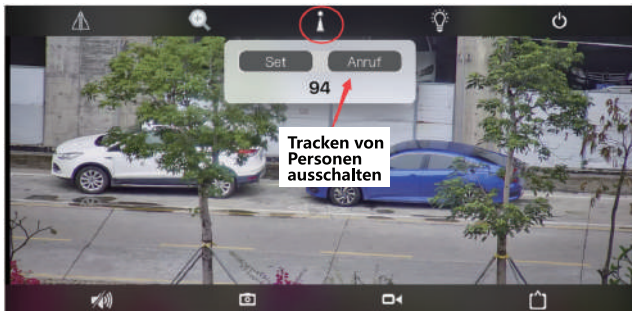 Set
Anruf
94
Tracken von
Personen
ausschalten